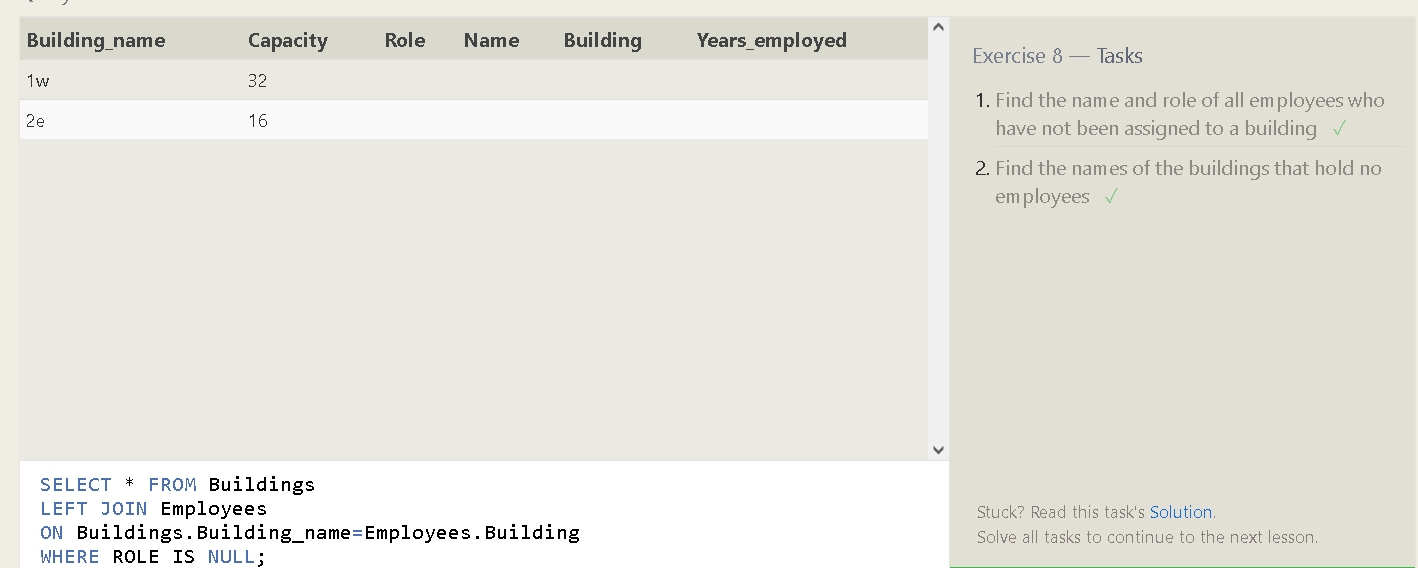 Building_name Capacity Role Name Building Years_employed
1w 32
2e 16
Exercise 8 — Tasks
1. Find the name and role of all employees who
have not been assigned to a building ✓
2. Find the names of the buildings that hold no
employees ✓
Stuck? Read this task's Solution.
Solve all tasks to continue to the next lesson.
SELECT * FROM Buildings
LEFT JOIN Employees
ON Buildings.Building_name=Employees.Building
WHERE ROLE IS NULL;